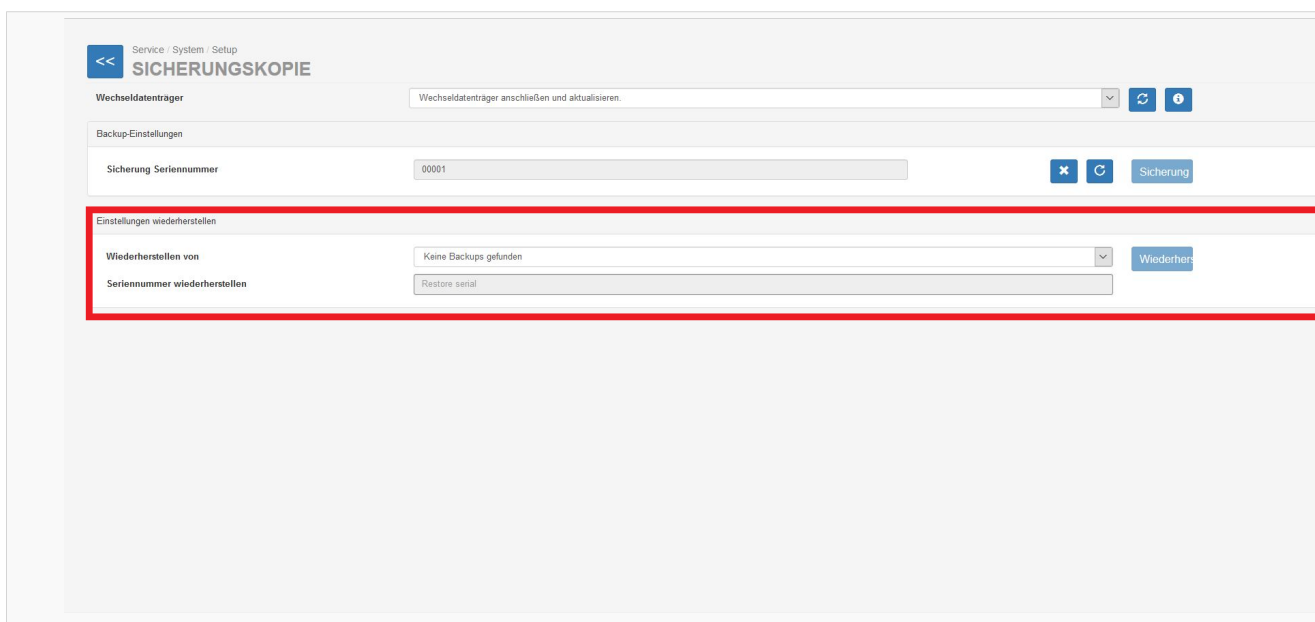 <<
Service / System / Setup
SICHERUNGSKOPIE
Wechseldatenträger
Wechseldatenträger anschließen und aktualisieren.
Backup-Einstellungen
Sicherung Seriennummer
00001
Sicherung
Einstellungen wiederherstellen
Wiederherstellen von
Keine Backups gefunden
Wiederhers
Seriennummer wiederherstellen
Restore serial